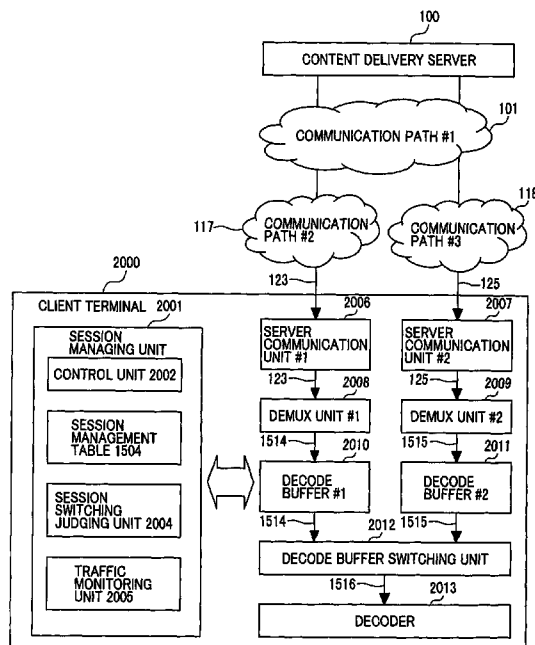 100
CONTENT DELIVERY SERVER
101
COMMUNICATION PATH #1
117
COMMUNICATION
PATH #2
118
COMMUNICATION
PATH #3
2000
123
125
CLIENT TERMINAL
2001
SESSION
MANAGING UNIT
CONTROL UNIT 2002
SESSION
MANAGEMENT
TABLE 1504
SESSION
SWITCHING
JUDGING UNIT 2004
TRAFFIC
MONITORING
UNIT 2005
2006
SERVER
COMMUNICATION
UNIT #1
2007
SERVER
COMMUNICATION
UNIT #2
123
2008
125
2009
DEMUX UNIT #1
DEMUX UNIT #2
1514
2010
1515
2011
DECODE
BUFFER #1
DECODE
BUFFER #2
1514
2012
1515
DECODE BUFFER SWITCHING UNIT
1516
2013
DECODER